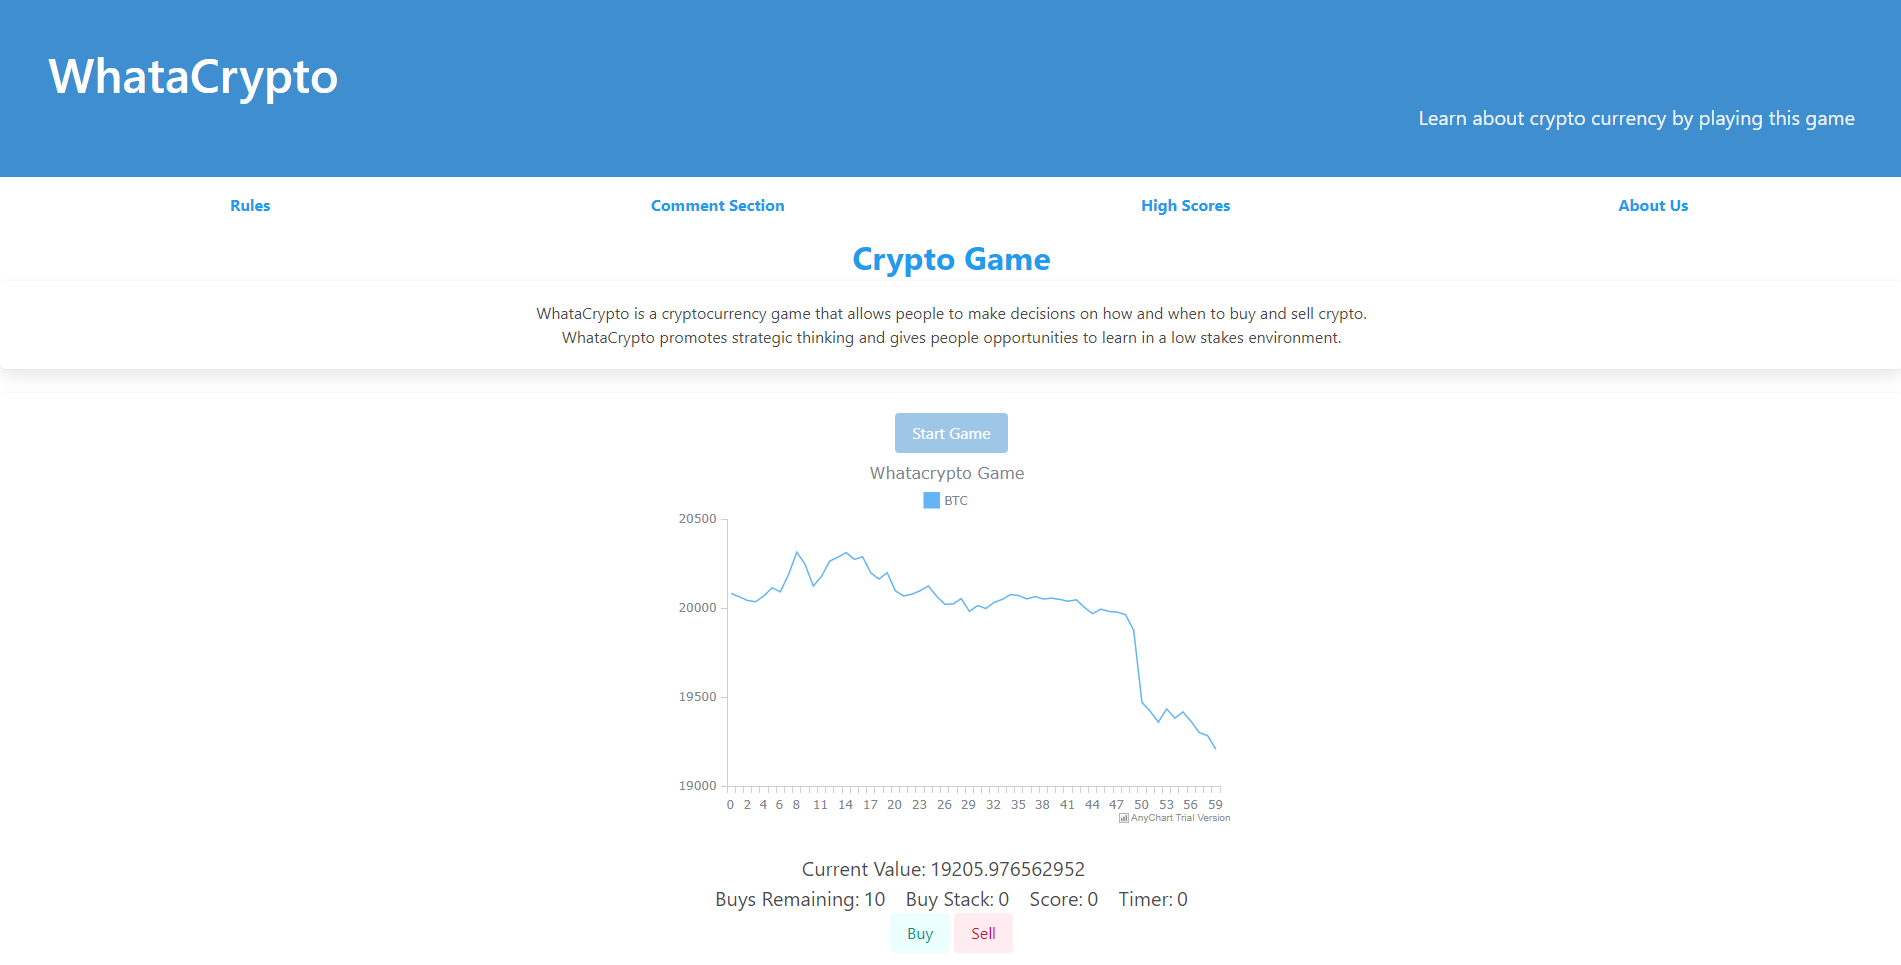 WhataCrypto
Learn about crypto currency by playing this game
Rules Comment Section High Scores About Us
Crypto Game
WhataCrypto is a cryptocurrency game that allows people to make decisions on how and when to buy and sell crypto.
WhataCrypto promotes strategic thinking and gives people opportunities to learn in a low stakes environment.
Start Game
Whatacrypto Game
BTC
20500
20000
19500
19000
0 2 4 6 8 11 14 17 20 23 26 29 32 35 38 41 44 47 50 53 56 59
AnyChart Trial Version
Current Value: 19205.976562952
Buys Remaining: 10 Buy Stack: 0 Score: 0 Timer: 0
Buy Sell